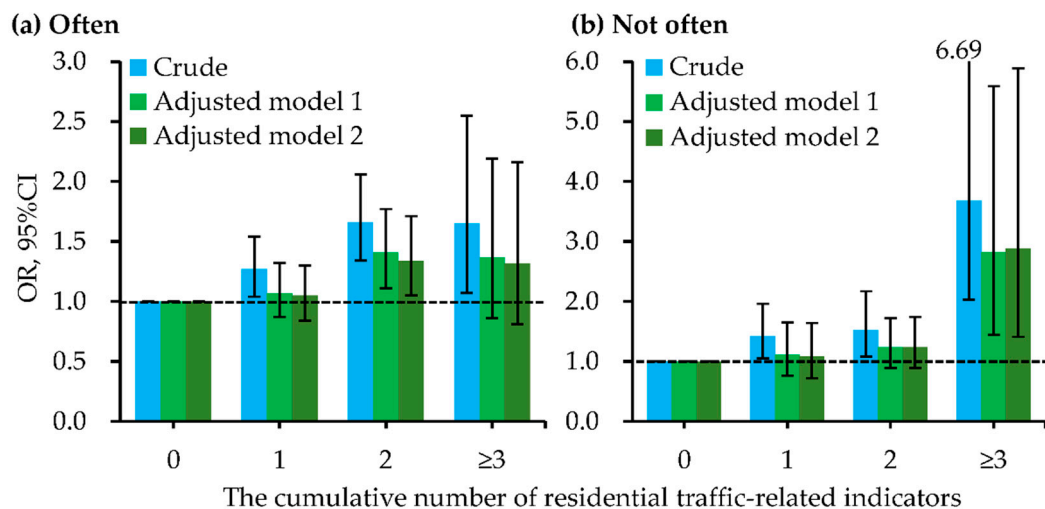 (a) Often
3.0
2.5
2.0
1.5
1.0
0.5
0.0
OR, 95%CI
Crude
Adjusted model 1
Adjusted model 2
0 1 2 ≥3
(b) Not often
6.69
6.0
5.0
4.0
3.0
2.0
1.0
0.0
Crude
Adjusted model 1
Adjusted model 2
0 1 2 ≥3
The cumulative number of residential traffic-related indicators